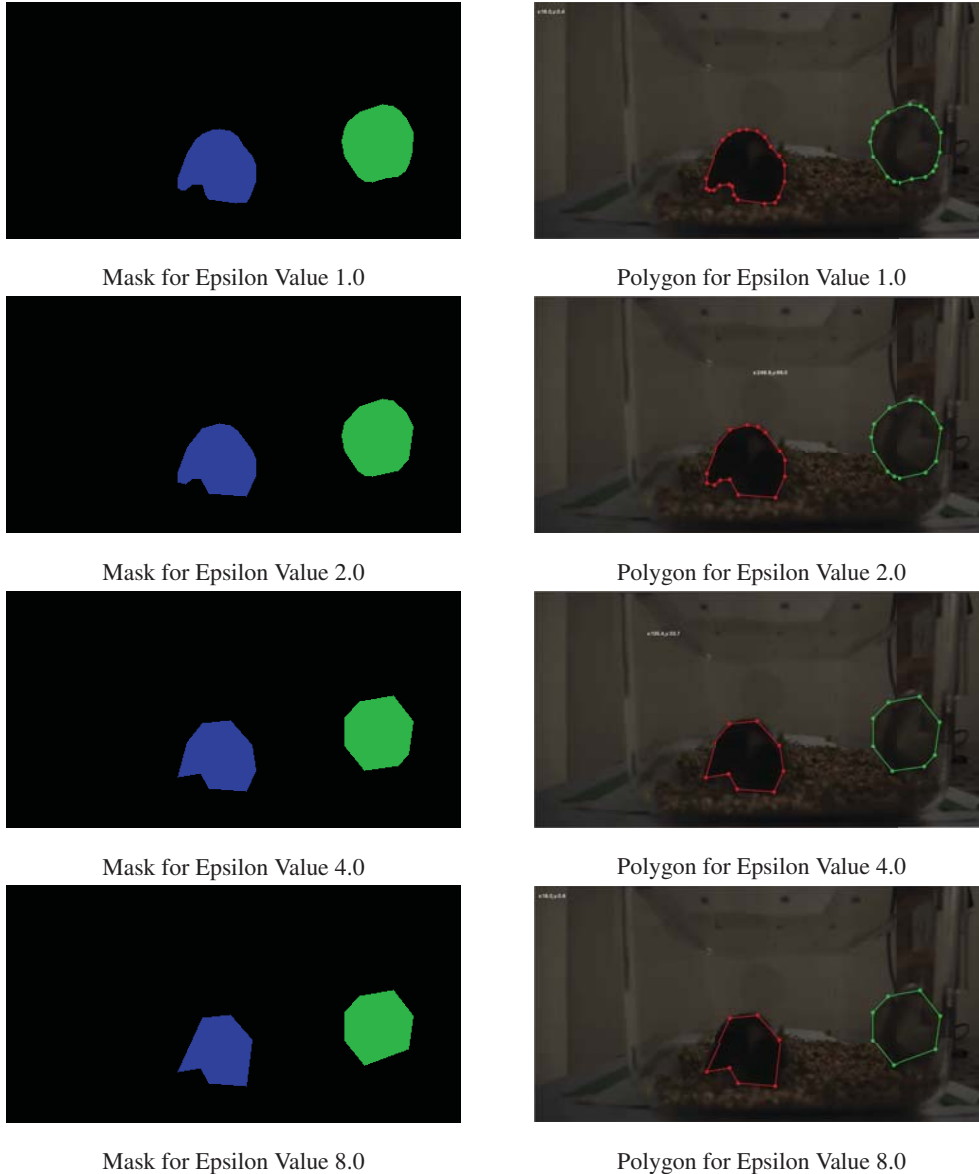 Mask for Epsilon Value 1.0
Polygon for Epsilon Value 1.0
Mask for Epsilon Value 2.0
Polygon for Epsilon Value 2.0
Mask for Epsilon Value 4.0
Polygon for Epsilon Value 4.0
Mask for Epsilon Value 8.0
Polygon for Epsilon Value 8.0